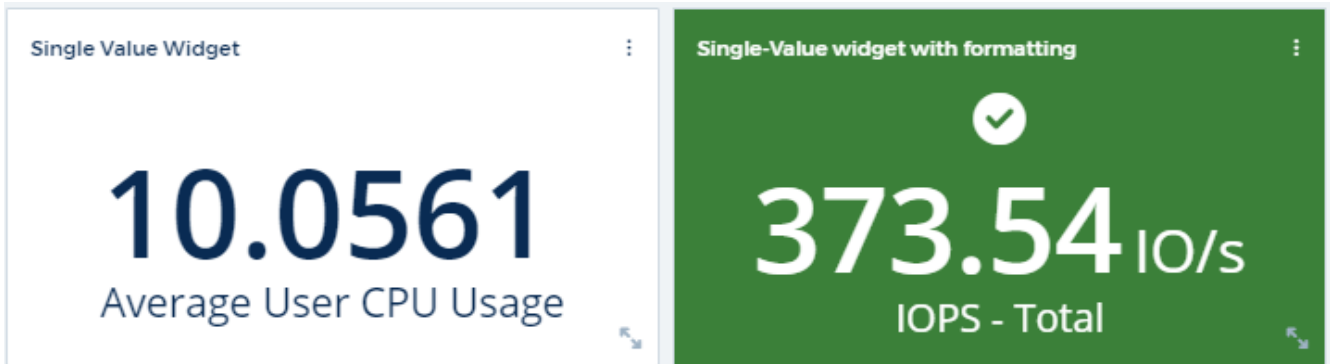 Single Value Widget
10.0561
Average User CPU Usage
Single-Value widget with formatting
373.54 IO/s
IOPS - Total